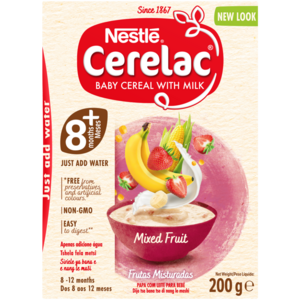 Since 1867
NEW LOOK
Nestlé
Cerelac
BABY CEREAL WITH MILK
Just add water
8+
months
Meses
JUST ADD WATER
*FREE from
preservatives
and artificial
colours.*
NON-GMO
EASY
to digest**
Mixed Fruit
Apenas adicione água
8 -12 months
Dos 8 aos 12 meses
Frutas Misturadas
PAPA COM LEITE PARA BEBÉ
Net Weight/Peso Líquido:
200 g e